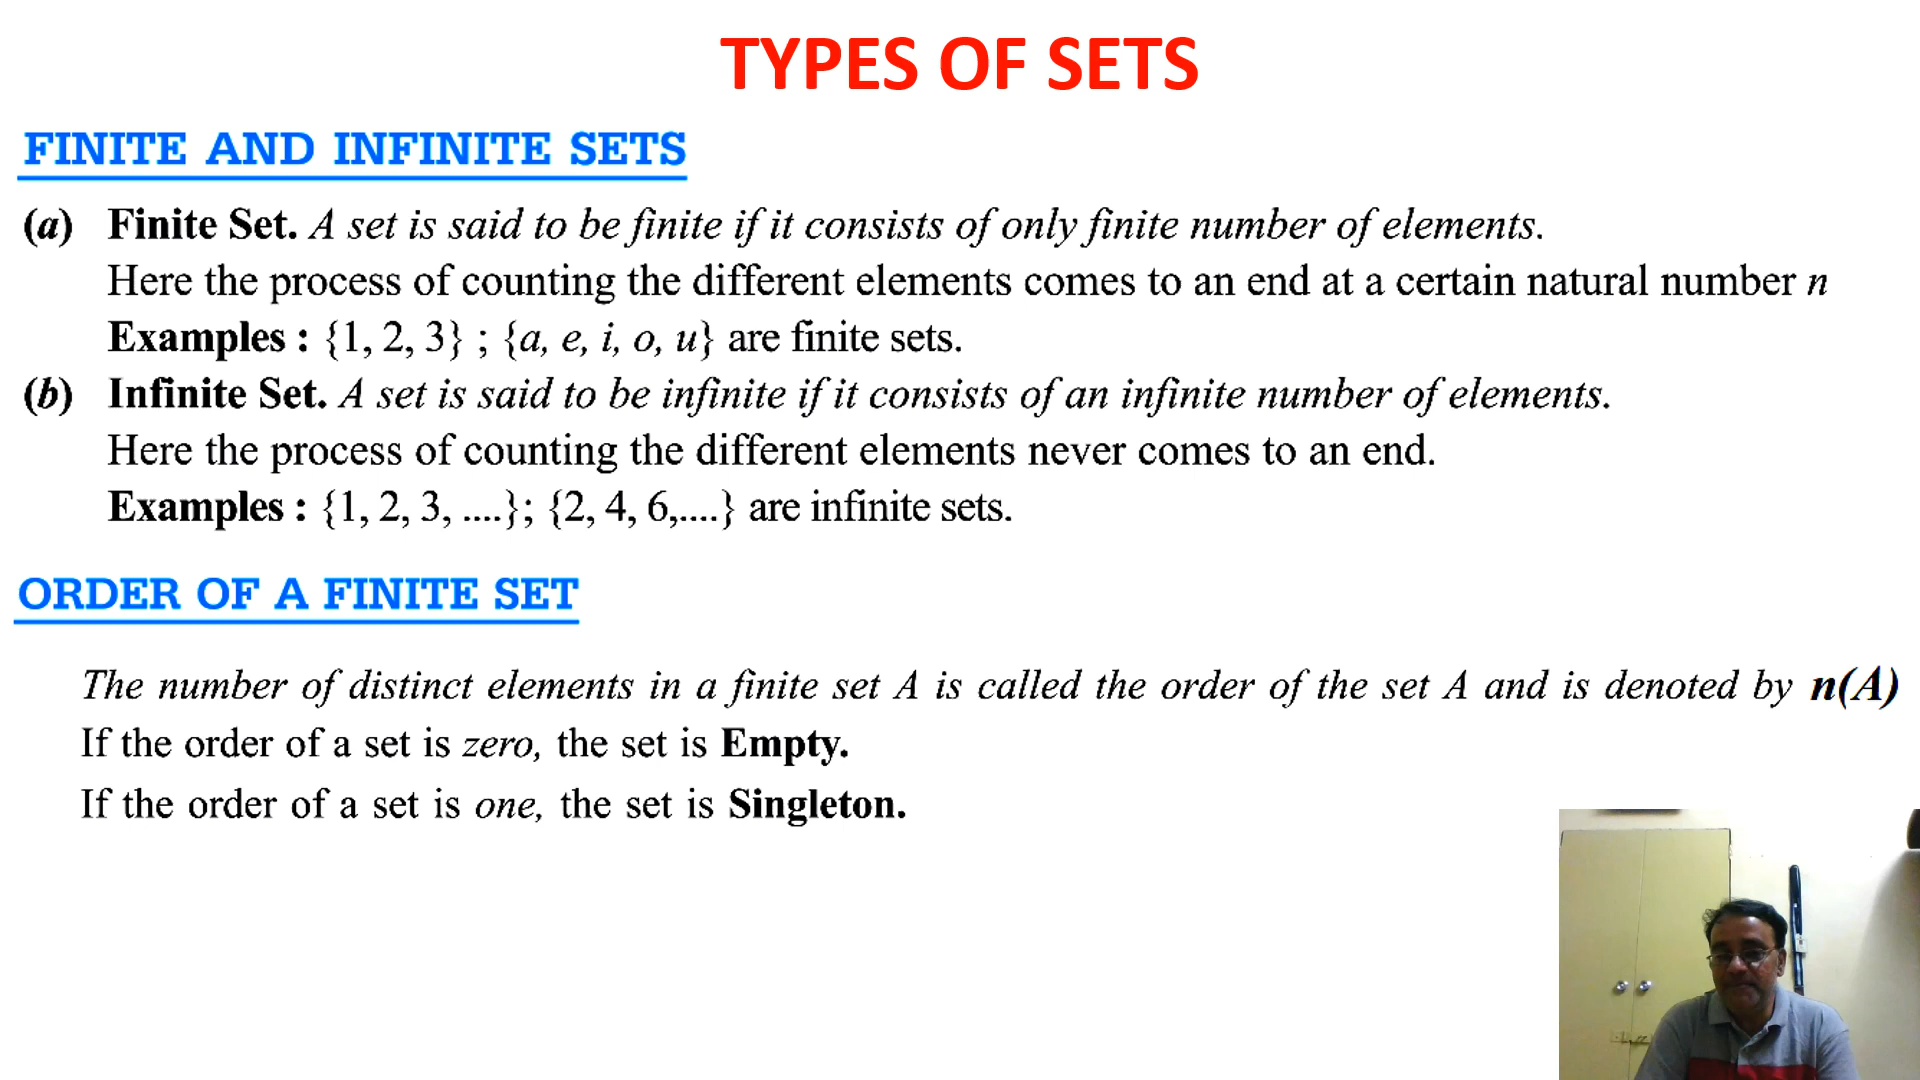 TYPES OF SETS
FINITE AND INFINITE SETS
(a) Finite Set. A set is said to be finite if it consists of only finite number of elements.
Here the process of counting the different elements comes to an end at a certain natural number n
Examples : {1, 2, 3} ; {a, e, i, o, u} are finite sets.
(b) Infinite Set. A set is said to be infinite if it consists of an infinite number of elements.
Here the process of counting the different elements never comes to an end.
Examples : {1, 2, 3, ....}; {2, 4, 6,....} are infinite sets.
ORDER OF A FINITE SET
The number of distinct elements in a finite set A is called the order of the set A and is denoted by n(A)
If the order of a set is zero, the set is Empty.
If the order of a set is one, the set is Singleton.